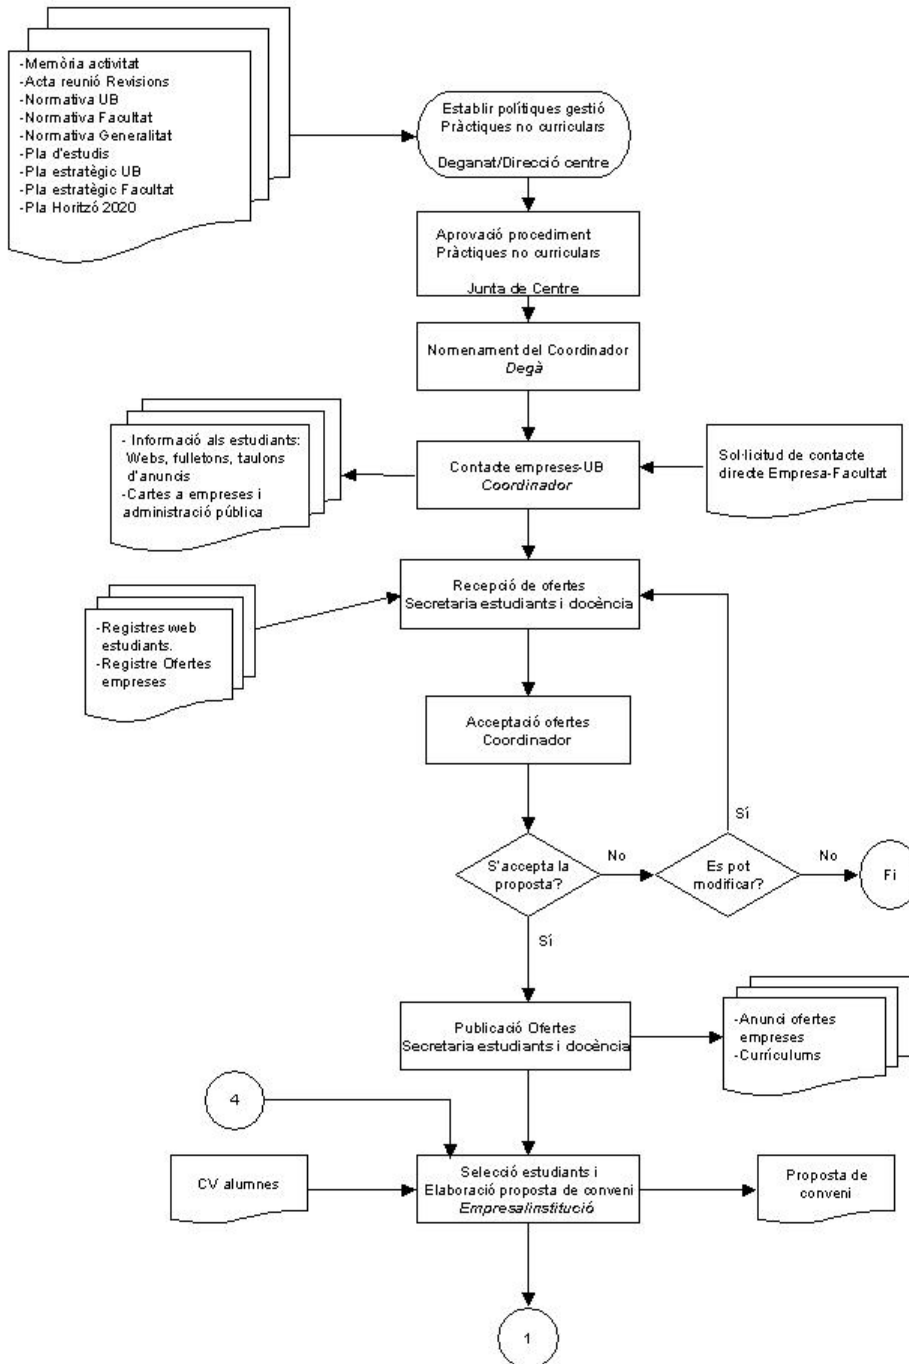 -Memòria activitat
-Acta reunió Revisions
-Normativa UB
-Normativa Facultat
-Normativa Generalitat
-Pla d'estudis
-Pla estratègic UB
-Pla estratègic Facultat
-Pla Horitzó 2020
Establir polítiques gestió
Pràctiques no curriculars
Deganat/Direcció centre
Aprovació procediment
Pràctiques no curriculars
Junta de Centre
Nomenament del Coordinador
Degà
- Informació als estudiants:
Webs, fulletons, taulons
d'anuncis
-Cartes a empreses i
administració pública
Contacte empreses-UB
Coordinador
Sol·licitud de contacte
directe Empresa-Facultat
Recepció de ofertes
Secretaria estudiants i docència
-Registres web
estudiants.
-Registre Ofertes
empreses
Acceptació ofertes
Coordinador
Sí
S'accepta la
proposta?
No
Es pot
modificar?
No
Fi
Sí
Publicació Ofertes
Secretaria estudiants i docència
-Anunci ofertes
empreses
-Currículums
4
CV alumnes
Selecció estudiants i
Elaboració proposta de conveni
Empresa/institució
Proposta de
conveni
1